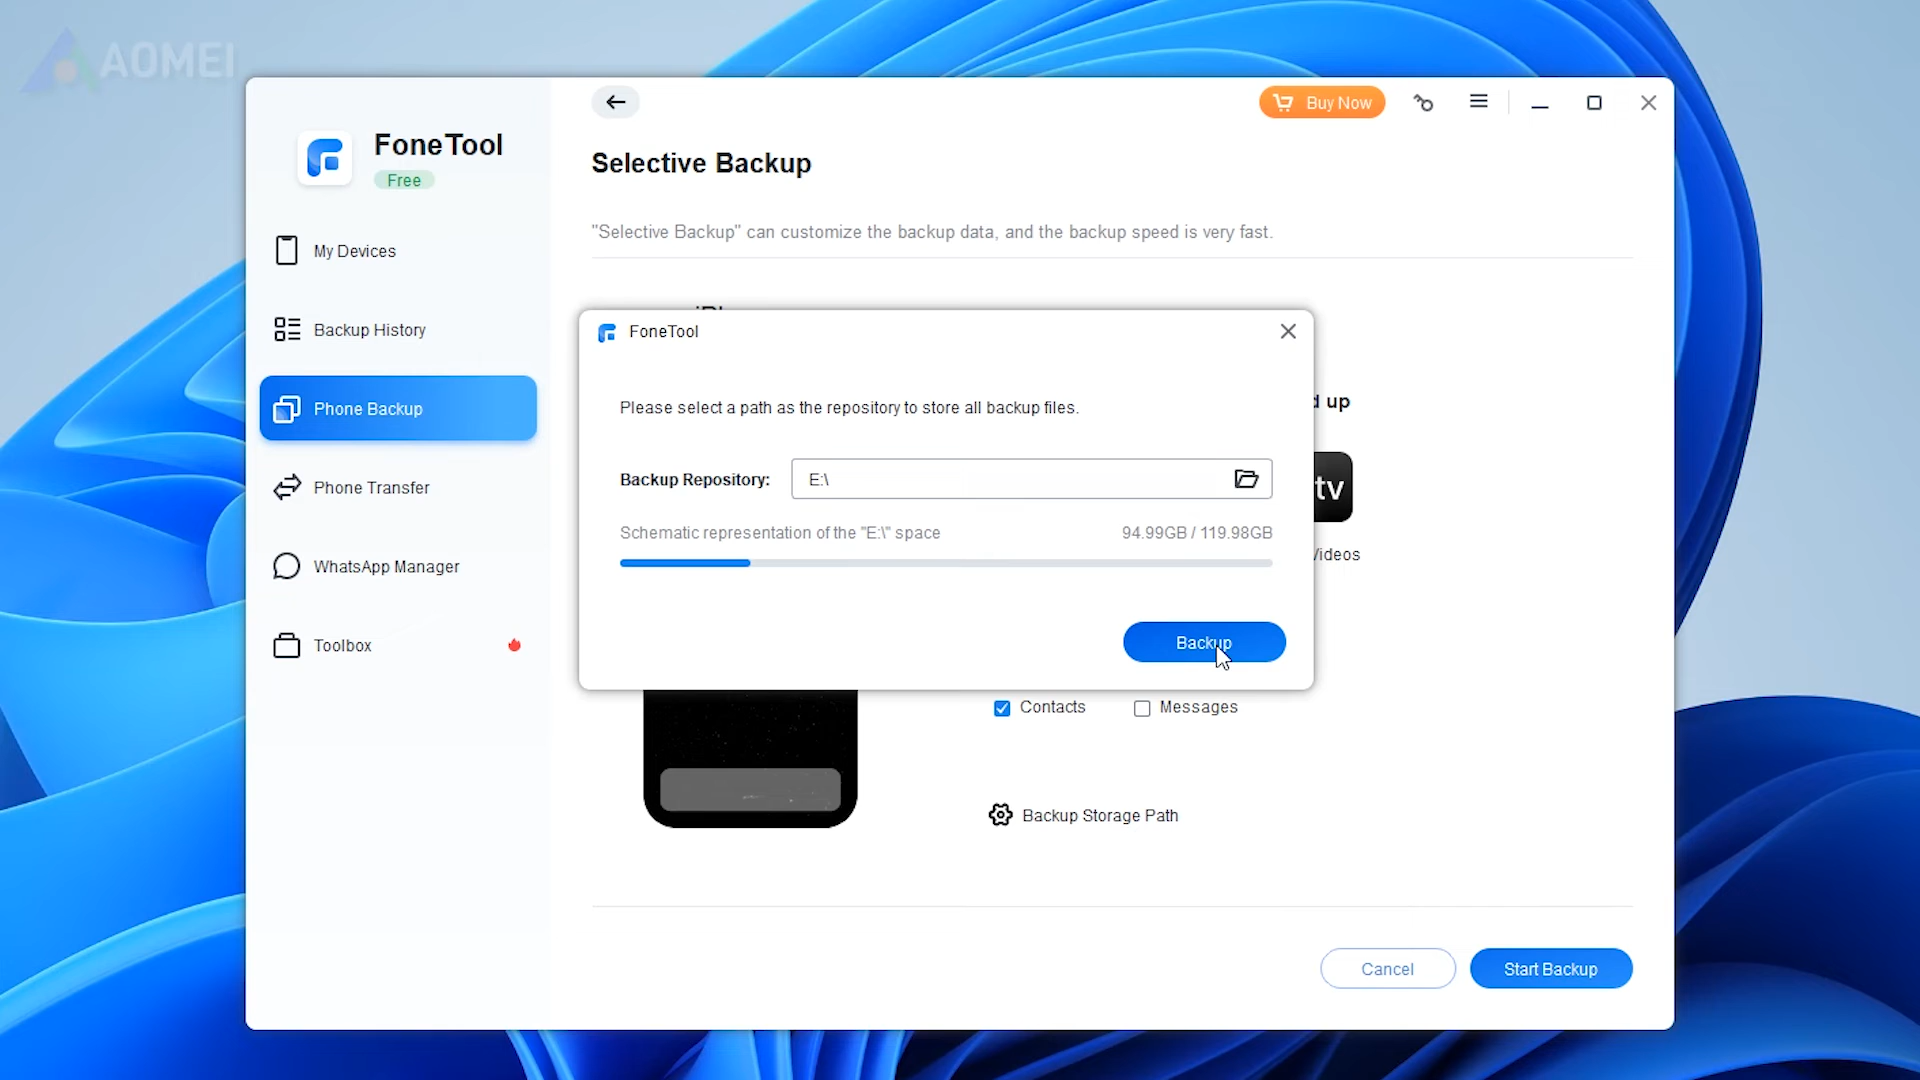 AOMEI
FoneTool
Free
My Devices
Backup History
Phone Backup
Phone Transfer
WhatsApp Manager
Toolbox
Buy Now
Selective Backup
"Selective Backup" can customize the backup data, and the backup speed is very fast.
FoneTool
Please select a path as the repository to store all backup files.
Backup Repository: E:\
Schematic representation of the "E:\" space 94.99GB / 119.98GB
Backup
up
tv
Videos
Contacts Messages
Backup Storage Path
Cancel Start Backup